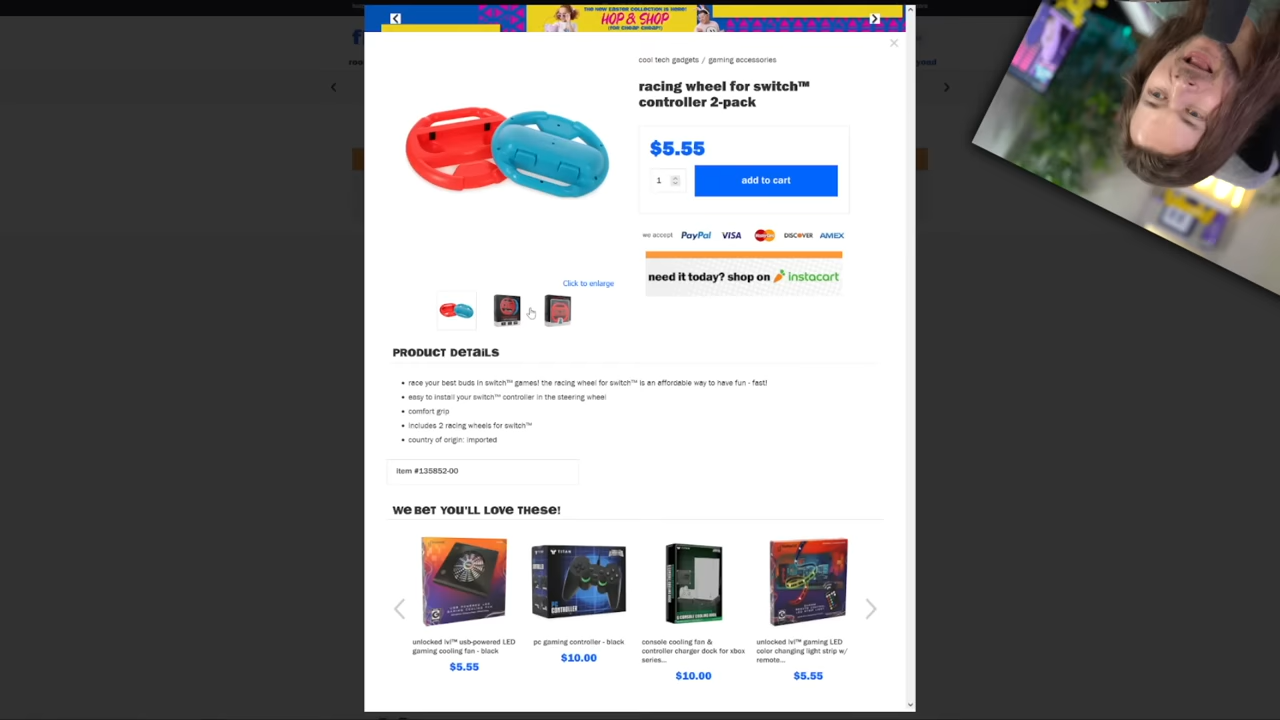 THE NEW EASTER COLLECTION IS HERE!
HOP & SHOP
(FOR CHEAP CHEAP!)
cool tech gadgets / gaming accessories
racing wheel for switch™
controller 2-pack
$5.55
1
add to cart
we accept PayPal VISA DISCOVER AMEX
need it today? shop on instacart
Click to enlarge
PRODUCT DETAILS
race your best buds in switch™ games! the racing wheel for switch™ is an affordable way to have fun - fast!
easy to install your switch™ controller in the steering wheel
comfort grip
includes 2 racing wheels for switch™
country of origin: imported
Item #135852-00
WE BET YOU'LL LOVE THESE!
PC
CONTROLLER
unlocked lvl™ usb-powered LED
gaming cooling fan - black
$5.55
pc gaming controller - black
$10.00
console cooling fan &
controller charger dock for xbox
series...
$10.00
unlocked lvl™ gaming LED
color changing light strip w/
remote...
$5.55